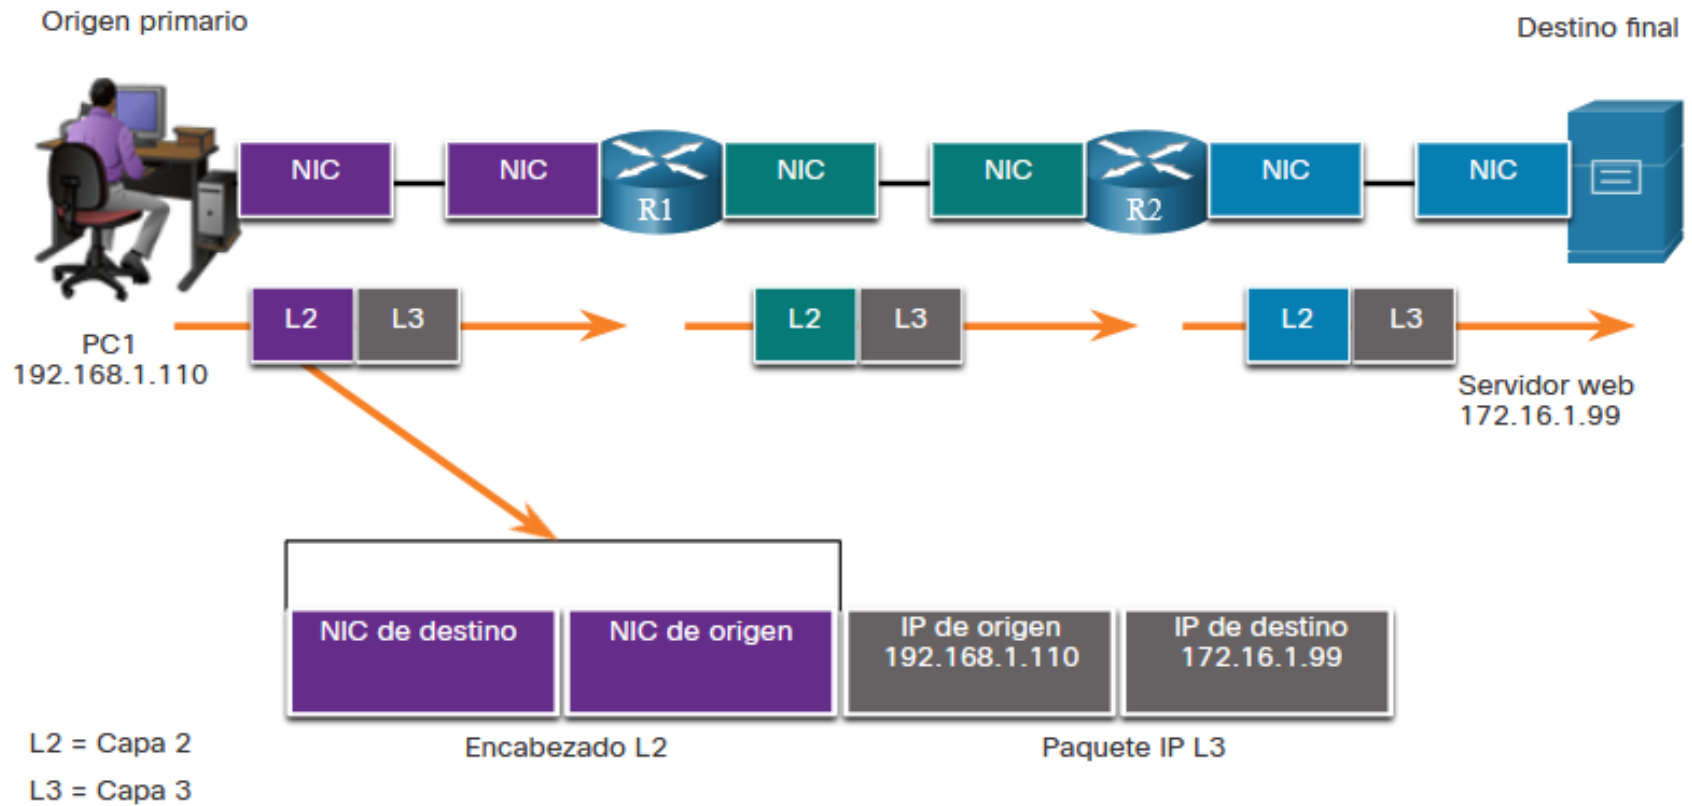 Origen primario
Destino final
NIC
NIC
R1
NIC
NIC
R2
NIC
NIC
L2
L3
L2
L3
L2
L3
PC1
192.168.1.110
Servidor web
172.16.1.99
NIC de destino
NIC de origen
IP de origen
192.168.1.110
IP de destino
172.16.1.99
L2 = Capa 2
Encabezado L2
Paquete IP L3
L3 = Capa 3